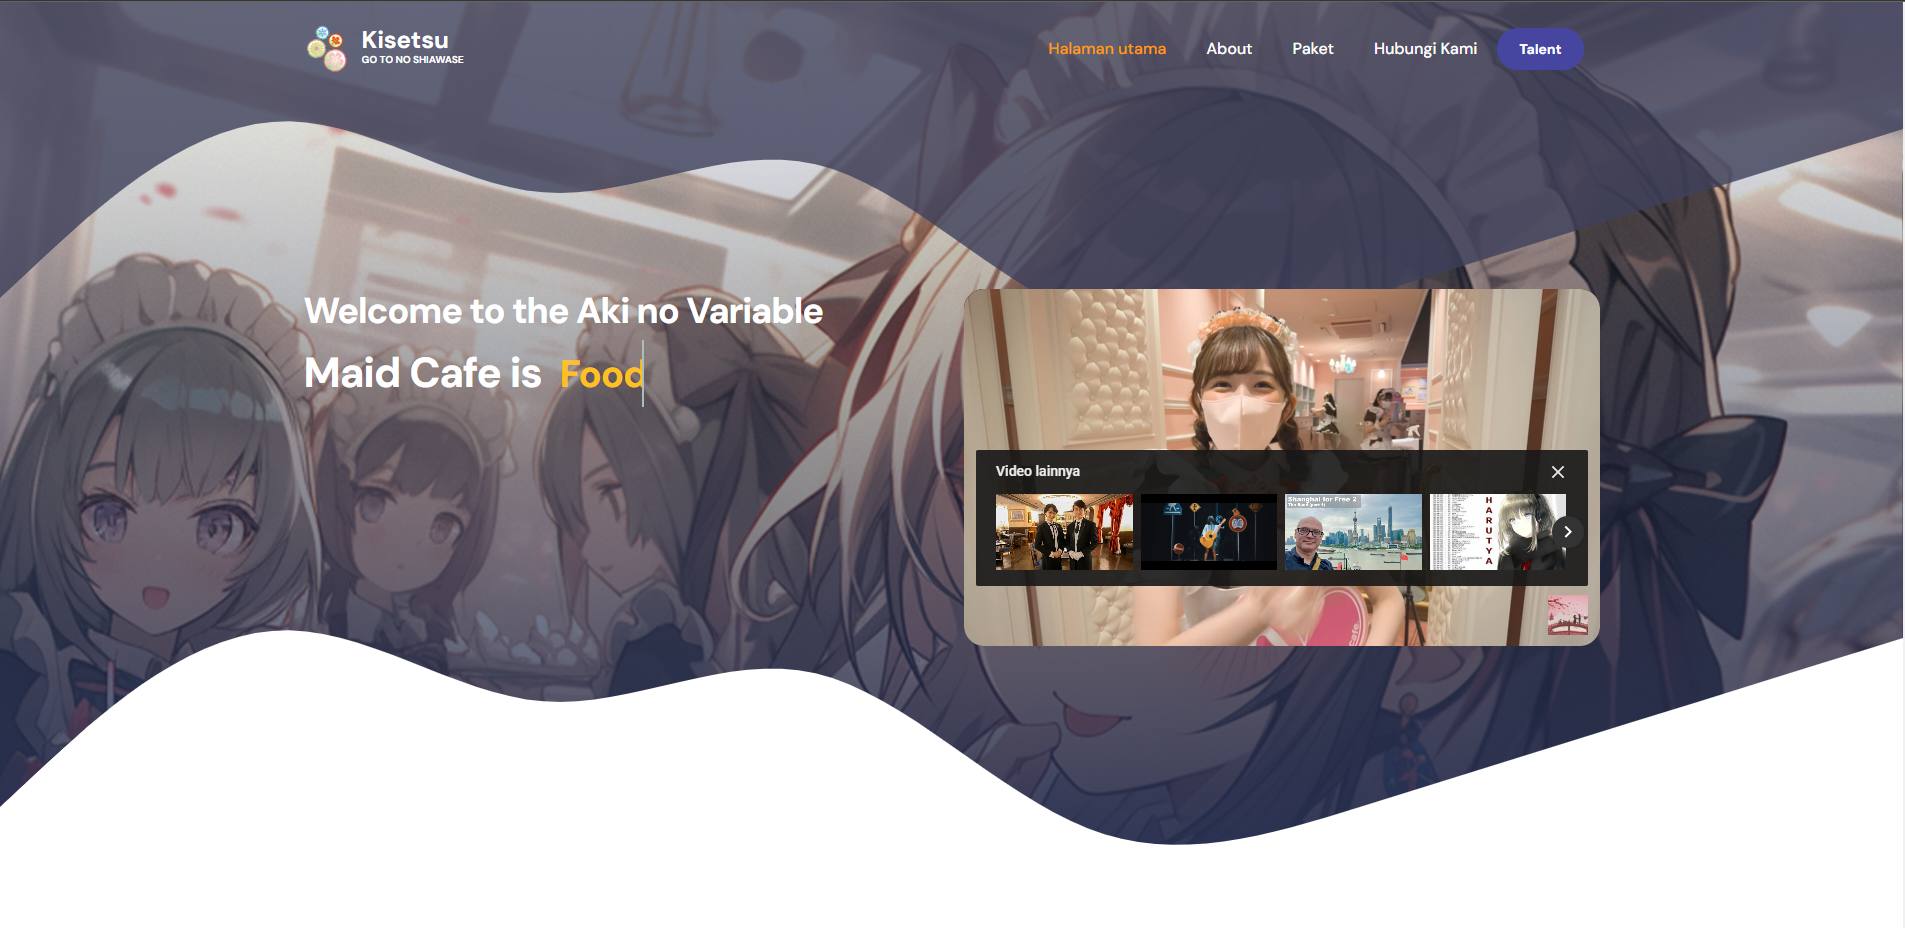 Kisetsu
GO TO NO SHIAWASE
Halaman utama
About
Paket
Hubungi Kami
Talent
Welcome to the Aki no Variable
Maid Cafe is Food
Video lainnya
Shanghai for Free 2
HARUTYA
Cafe